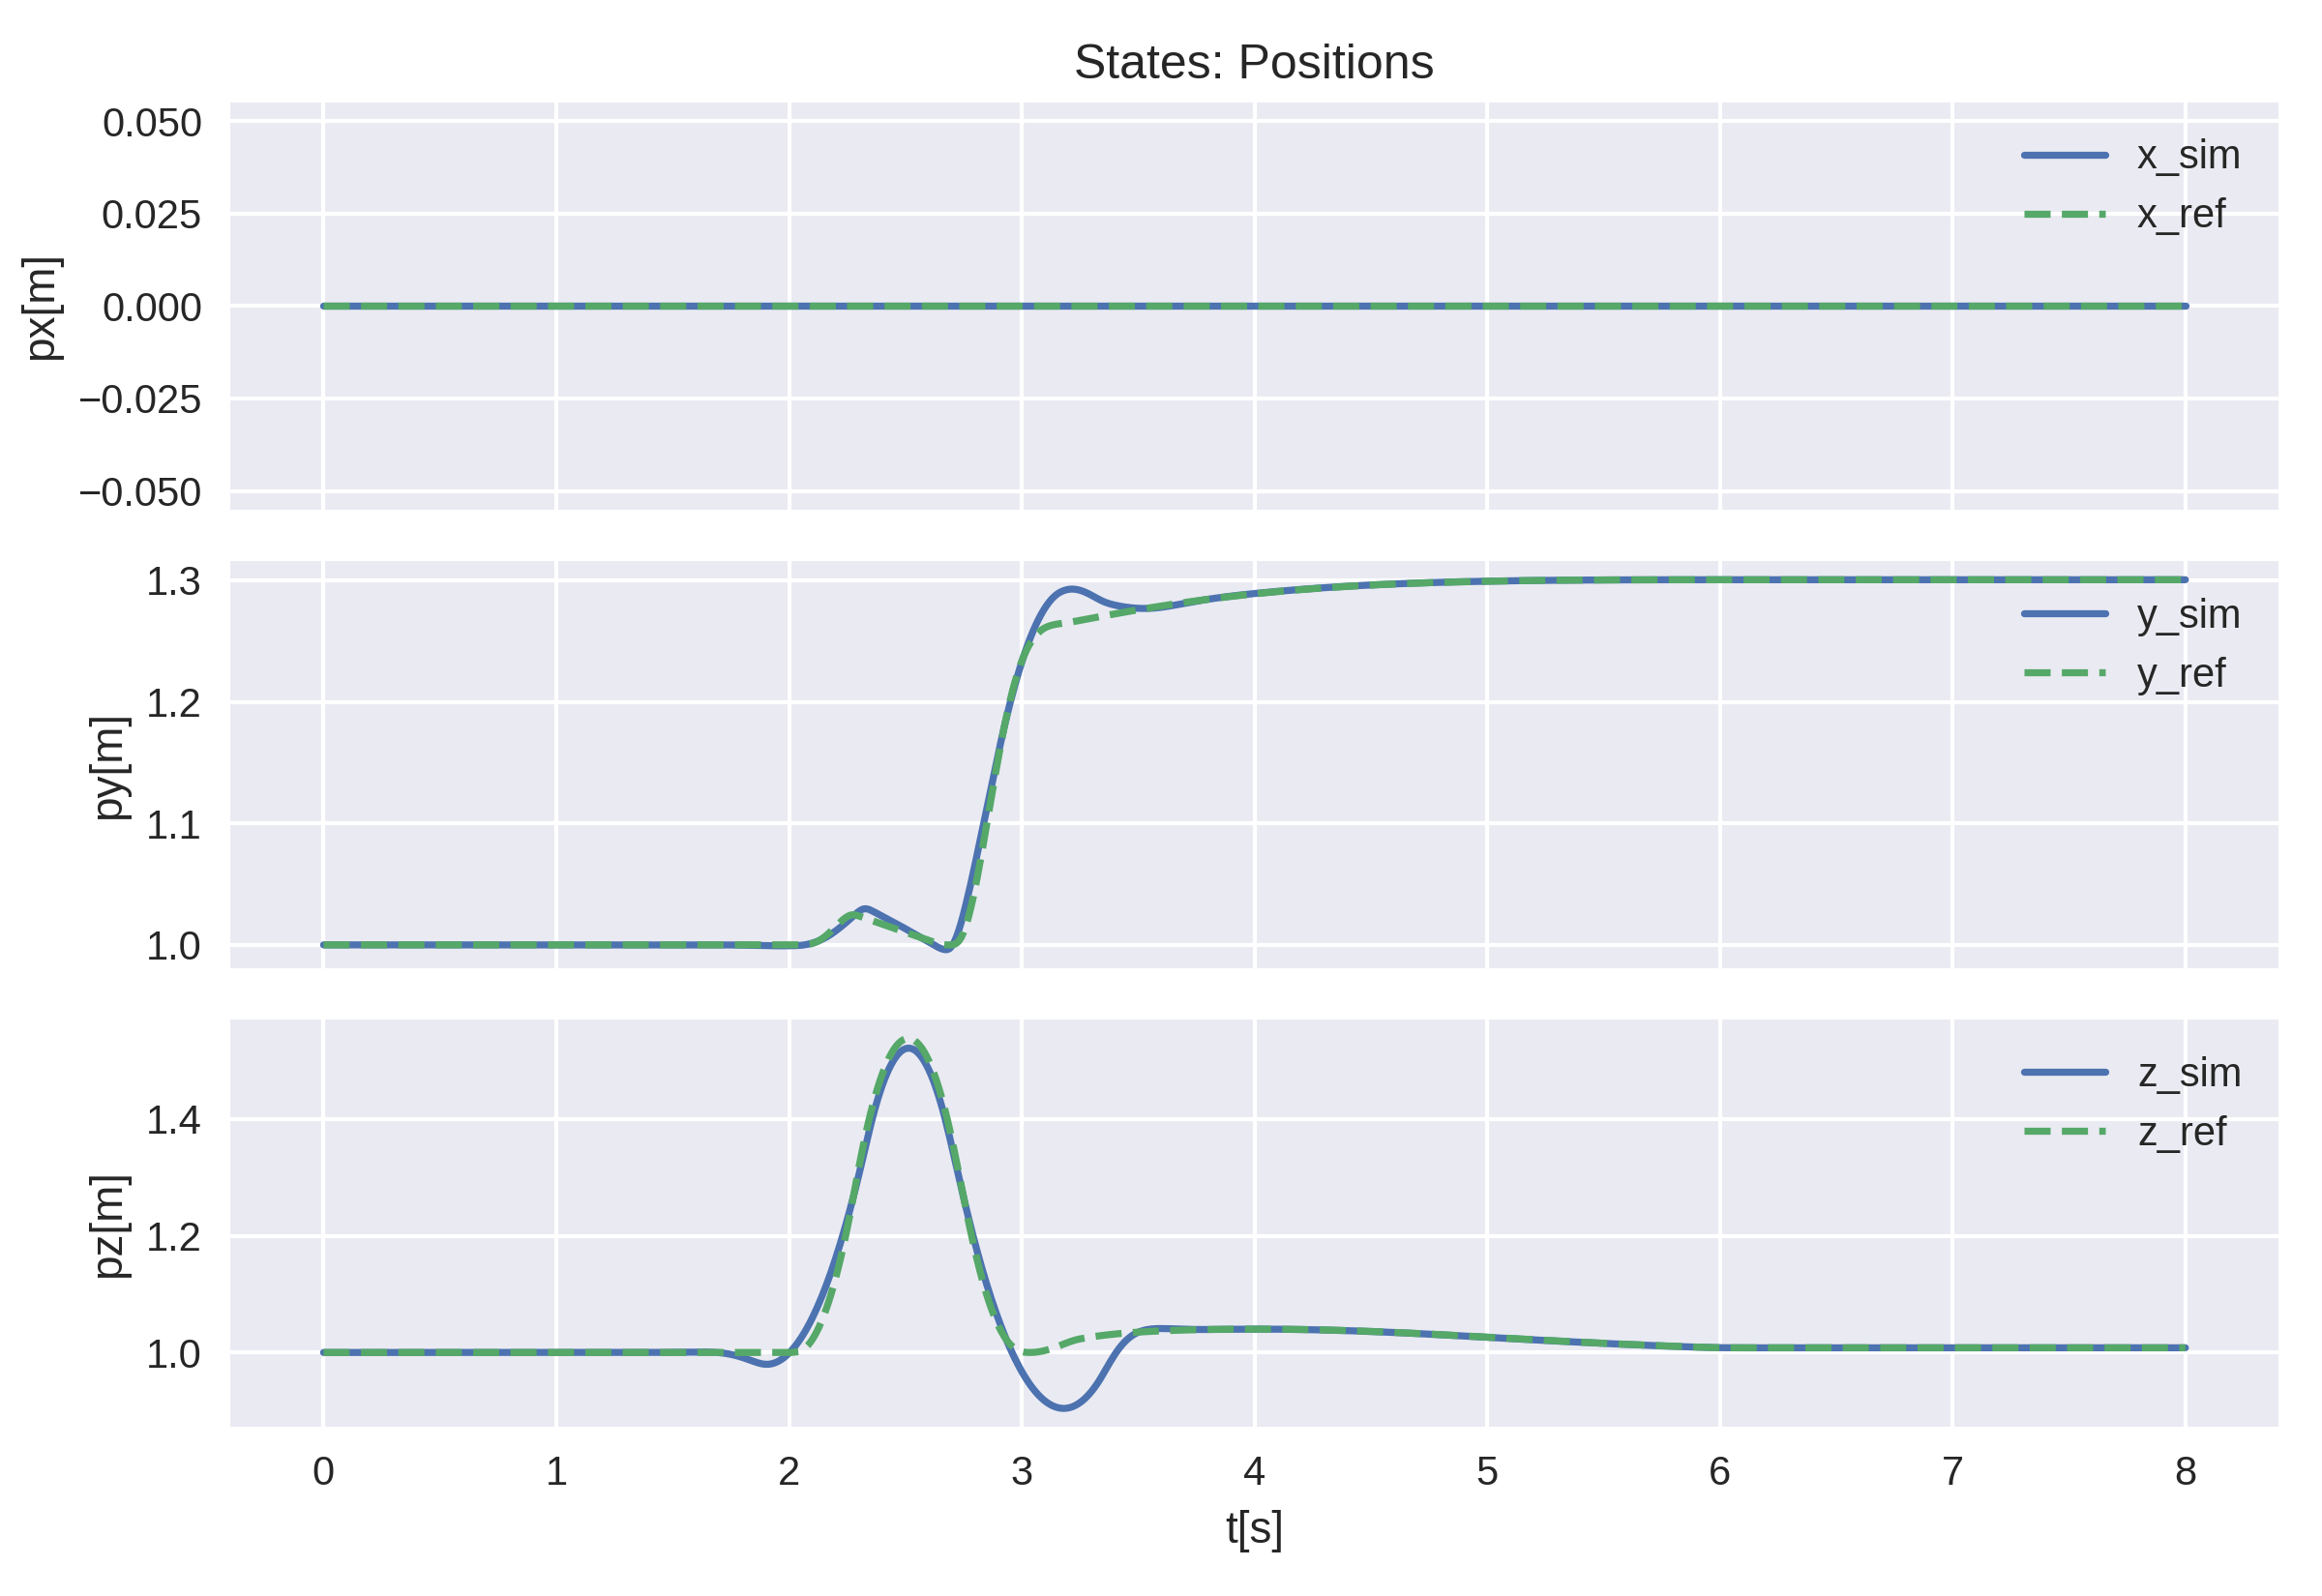 States: Positions
0.050
0.025
0.000
−0.025
−0.050
px[m]
x_sim
x_ref
1.3
1.2
1.1
1.0
py[m]
y_sim
y_ref
1.4
1.2
1.0
pz[m]
z_sim
z_ref
0 1 2 3 4 5 6 7 8
t[s]